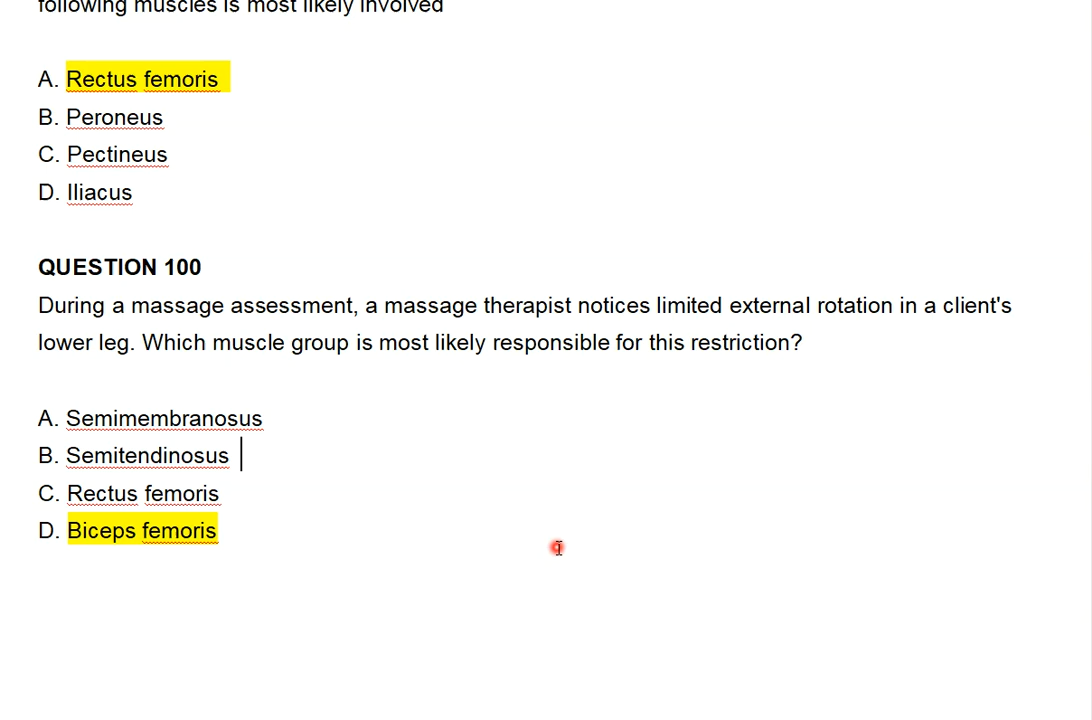 following muscles is most likely involved
A. Rectus femoris
B. Peroneus
C. Pectineus
D. Iliacus
QUESTION 100
During a massage assessment, a massage therapist notices limited external rotation in a client's
lower leg. Which muscle group is most likely responsible for this restriction?
A. Semimembranosus
B. Semitendinosus
C. Rectus femoris
D. Biceps femoris